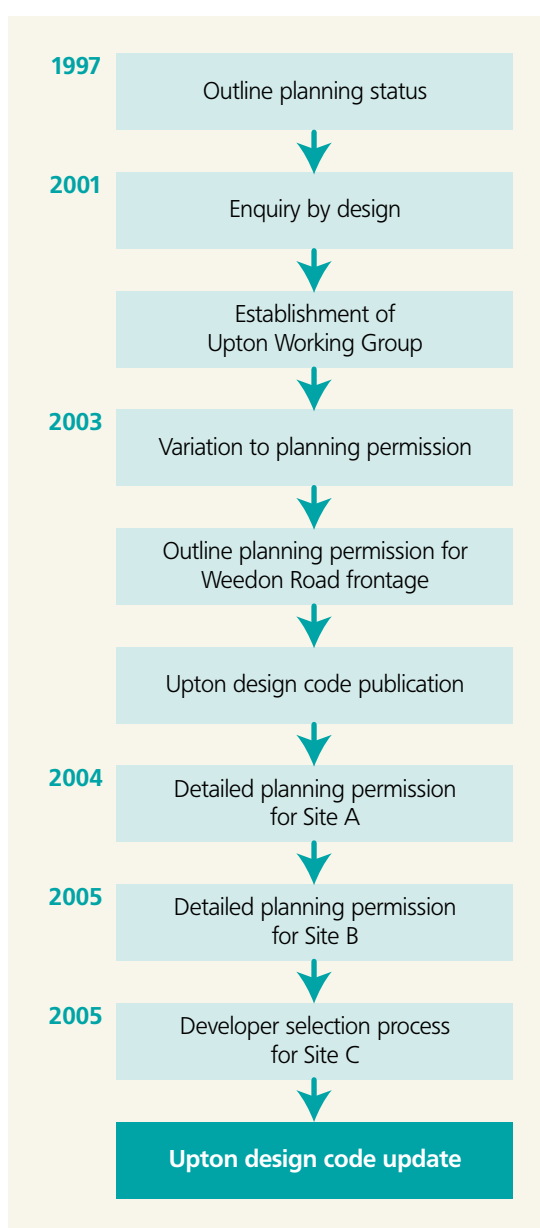 1997
Outline planning status
2001
Enquiry by design
Establishment of
Upton Working Group
2003
Variation to planning permission
Outline planning permission for
Weedon Road frontage
Upton design code publication
2004
Detailed planning permission
for Site A
2005
Detailed planning permission
for Site B
2005
Developer selection process
for Site C
Upton design code update